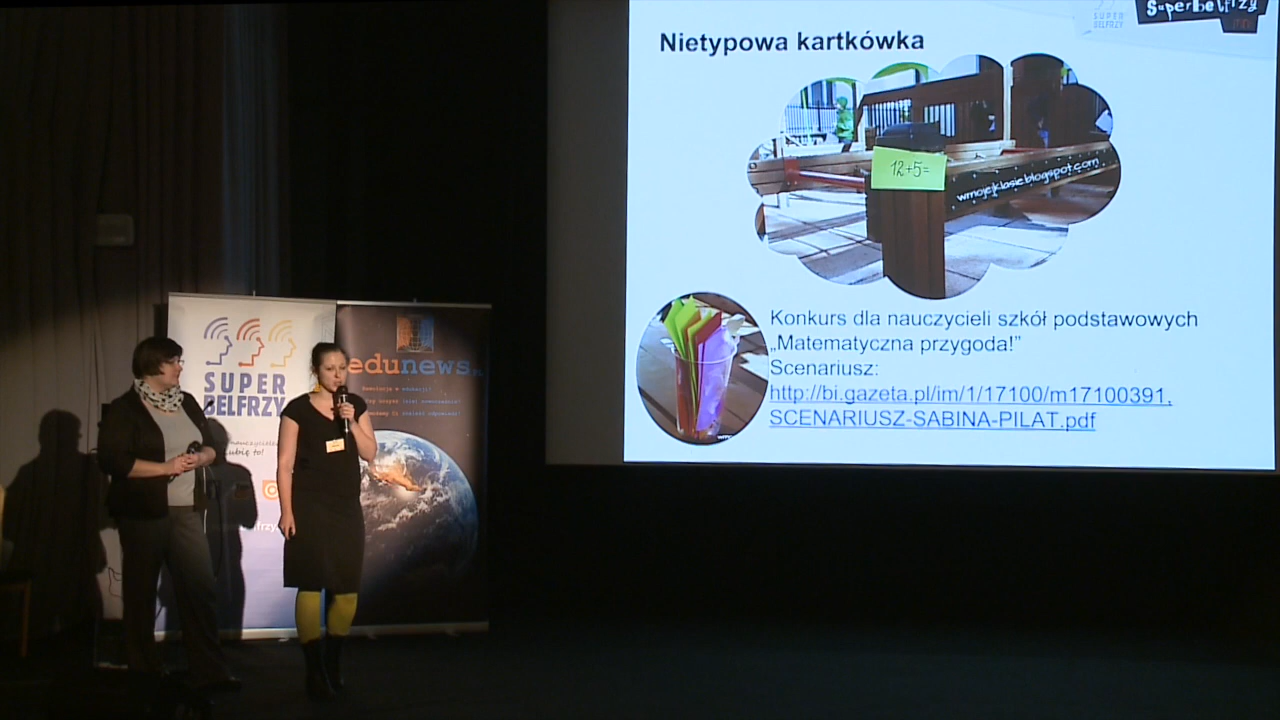 Nietypowa kartkówka
SUPER
BELFRZY
Superbelfrzy
12+5=
wmojejklasie.blogspot.com
Konkurs dla nauczycieli szkół podstawowych
„Matematyczna przygoda!”
Scenariusz:
http://bi.gazeta.pl/im/1/17100/m17100391,
SCENARIUSZ-SABINA-PILAT.pdf
SUPER
BELFRZY
edunews